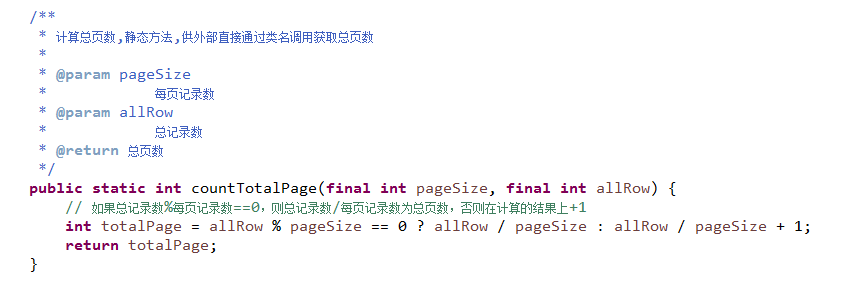 /**
 * 计算总页数,静态方法,供外部直接通过类名调用获取总页数
 *
 * @param pageSize
 *            每页记录数
 * @param allRow
 *            总记录数
 * @return 总页数
 */
public static int countTotalPage(final int pageSize, final int allRow) {
    // 如果总记录数%每页记录数==0，则总记录数/每页记录数为总页数，否则在计算的结果上+1
    int totalPage = allRow % pageSize == 0 ? allRow / pageSize : allRow / pageSize + 1;
    return totalPage;
}